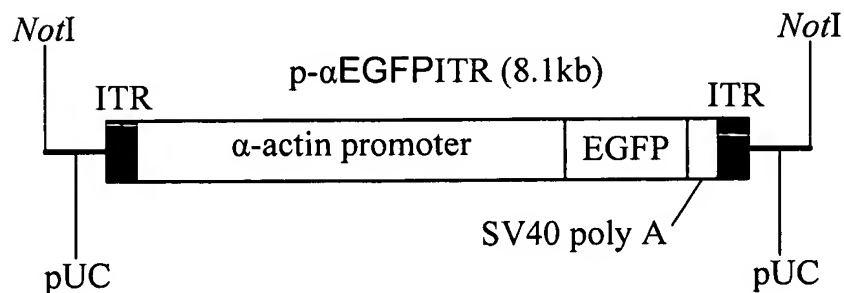 NotI
NotI
p-αEGFPITR (8.1kb)
ITR
ITR
α-actin promoter
EGFP
SV40 poly A
pUC
pUC